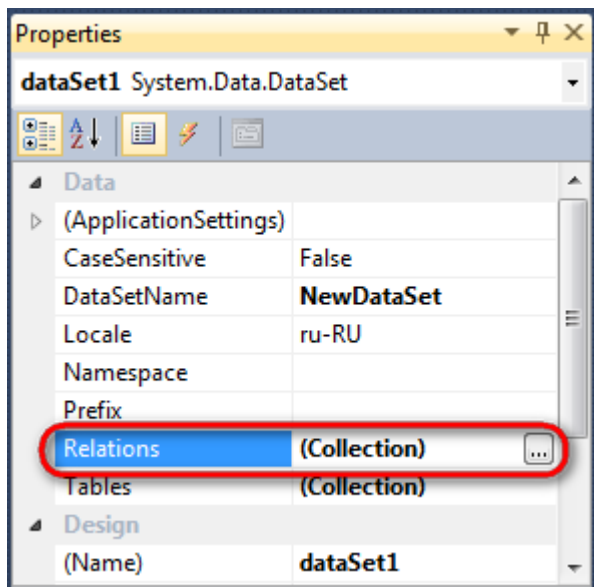 Properties
dataSet1 System.Data.DataSet
Data
(ApplicationSettings)
CaseSensitive False
DataSetName NewDataSet
Locale ru-RU
Namespace
Prefix
Relations (Collection) ...
Tables (Collection)
Design
(Name) dataSet1